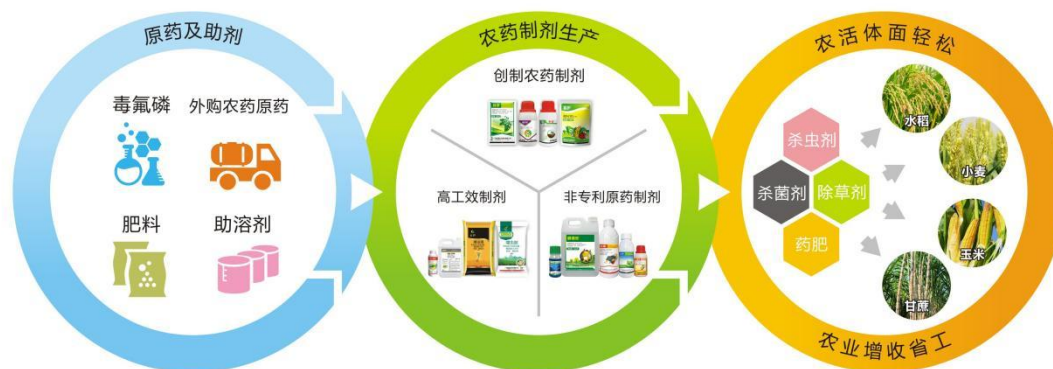 原药及助剂
毒氟磷
外购农药原药
肥料
助溶剂
农药制剂生产
创制农药制剂
高工效制剂
非专利原药制剂
农活体面轻松
杀虫剂
杀菌剂
除草剂
药肥
水稻
小麦
玉米
甘蔗
农业增收省工